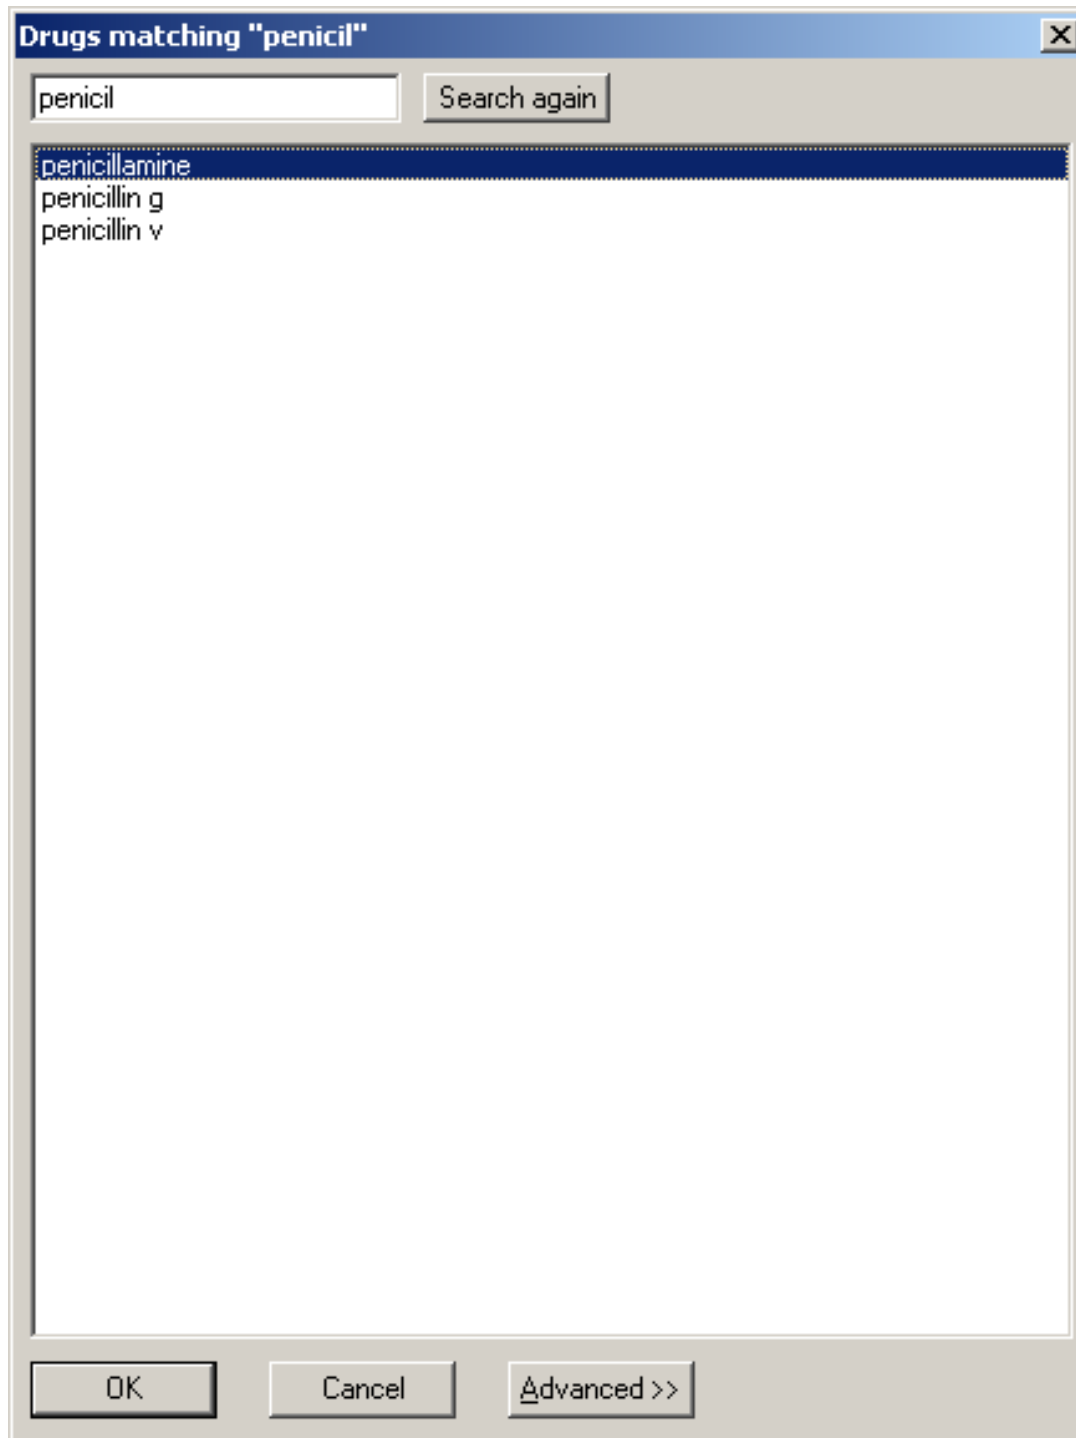 Drugs matching "penicil"
penicil Search again
penicillamine
penicillin g
penicillin v
OK Cancel Advanced >>